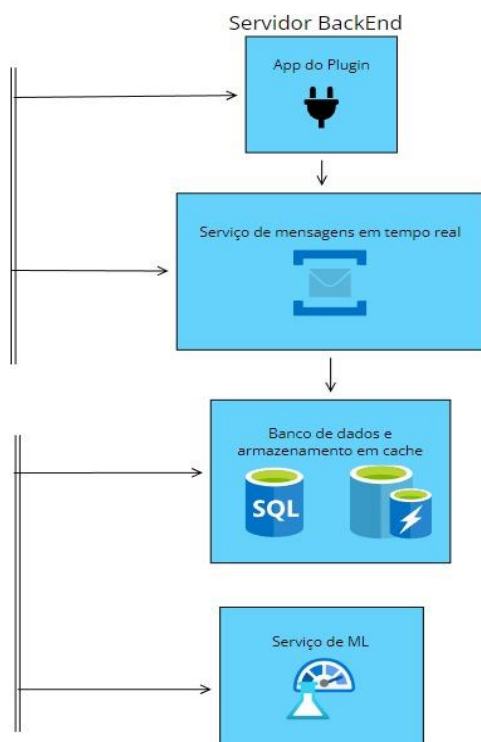 Servidor BackEnd
App do Plugin
Serviço de mensagens em tempo real
Banco de dados e
armazenamento em cache
SQL
Serviço de ML